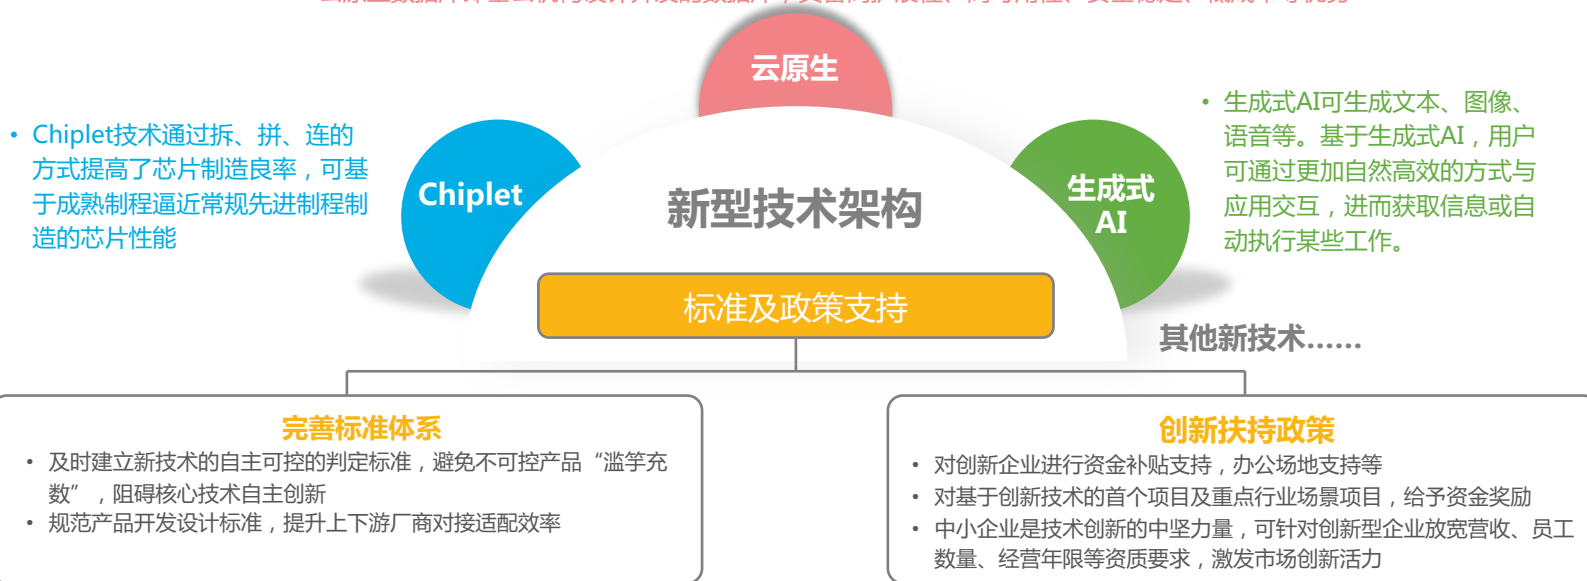 云原生
• Chiplet技术通过拆、拼、连的
方式提高了芯片制造良率，可基
于成熟制程逼近常规先进制程制
造的芯片性能
Chiplet
新型技术架构
生成式
AI
• 生成式AI可生成文本、图像、
语音等。基于生成式AI，用户
可通过更加自然高效的方式与
应用交互，进而获取信息或自
动执行某些工作。
标准及政策支持
其他新技术……
完善标准体系
• 及时建立新技术的自主可控的判定标准，避免不可控产品“滥竽充
数”，阻碍核心技术自主创新
• 规范产品开发设计标准，提升上下游厂商对接适配效率
创新扶持政策
• 对创新企业进行资金补贴支持，办公场地支持等
• 对基于创新技术的首个项目及重点行业场景项目，给予资金奖励
• 中小企业是技术创新的中坚力量，可针对创新型企业放宽营收、员工
数量、经营年限等资质要求，激发市场创新活力